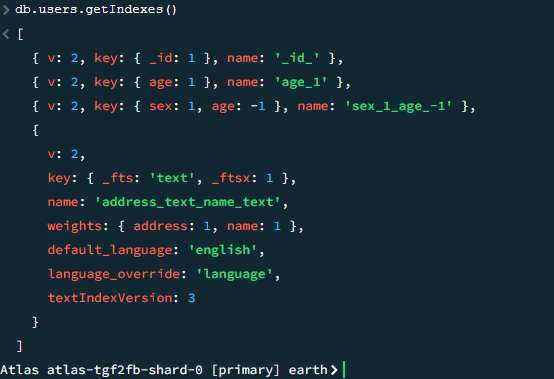 > db.users.getIndexes()
< [
{ v: 2, key: { _id: 1 }, name: '_id_' },
{ v: 2, key: { age: 1 }, name: 'age_1' },
{ v: 2, key: { sex: 1, age: -1 }, name: 'sex_1_age_-1' },
{
v: 2,
key: { _fts: 'text', _ftsx: 1 },
name: 'address_text_name_text',
weights: { address: 1, name: 1 },
default_language: 'english',
language_override: 'language',
textIndexVersion: 3
}
]
Atlas atlas-tgf2fb-shard-0 [primary] earth>